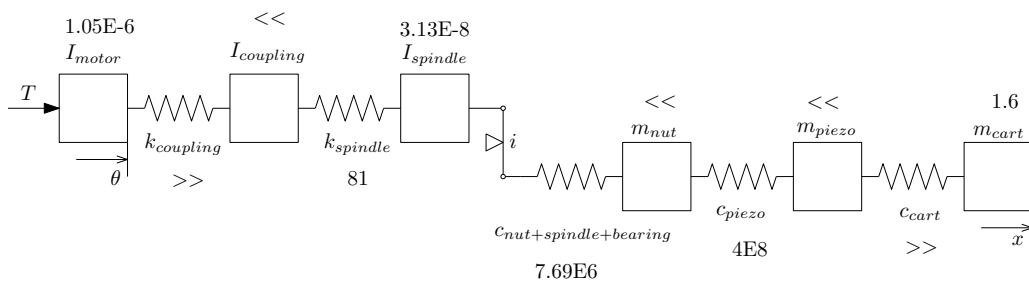 1.05E-6
<<
3.13E-8
I_motor
I_coupling
I_spindle
T
<<
<<
1.6
m_nut
m_piezo
m_cart
k_coupling
k_spindle
i
θ
>>
81
c_nut+spindle+bearing
c_piezo
c_cart
x
7.69E6
4E8
>>